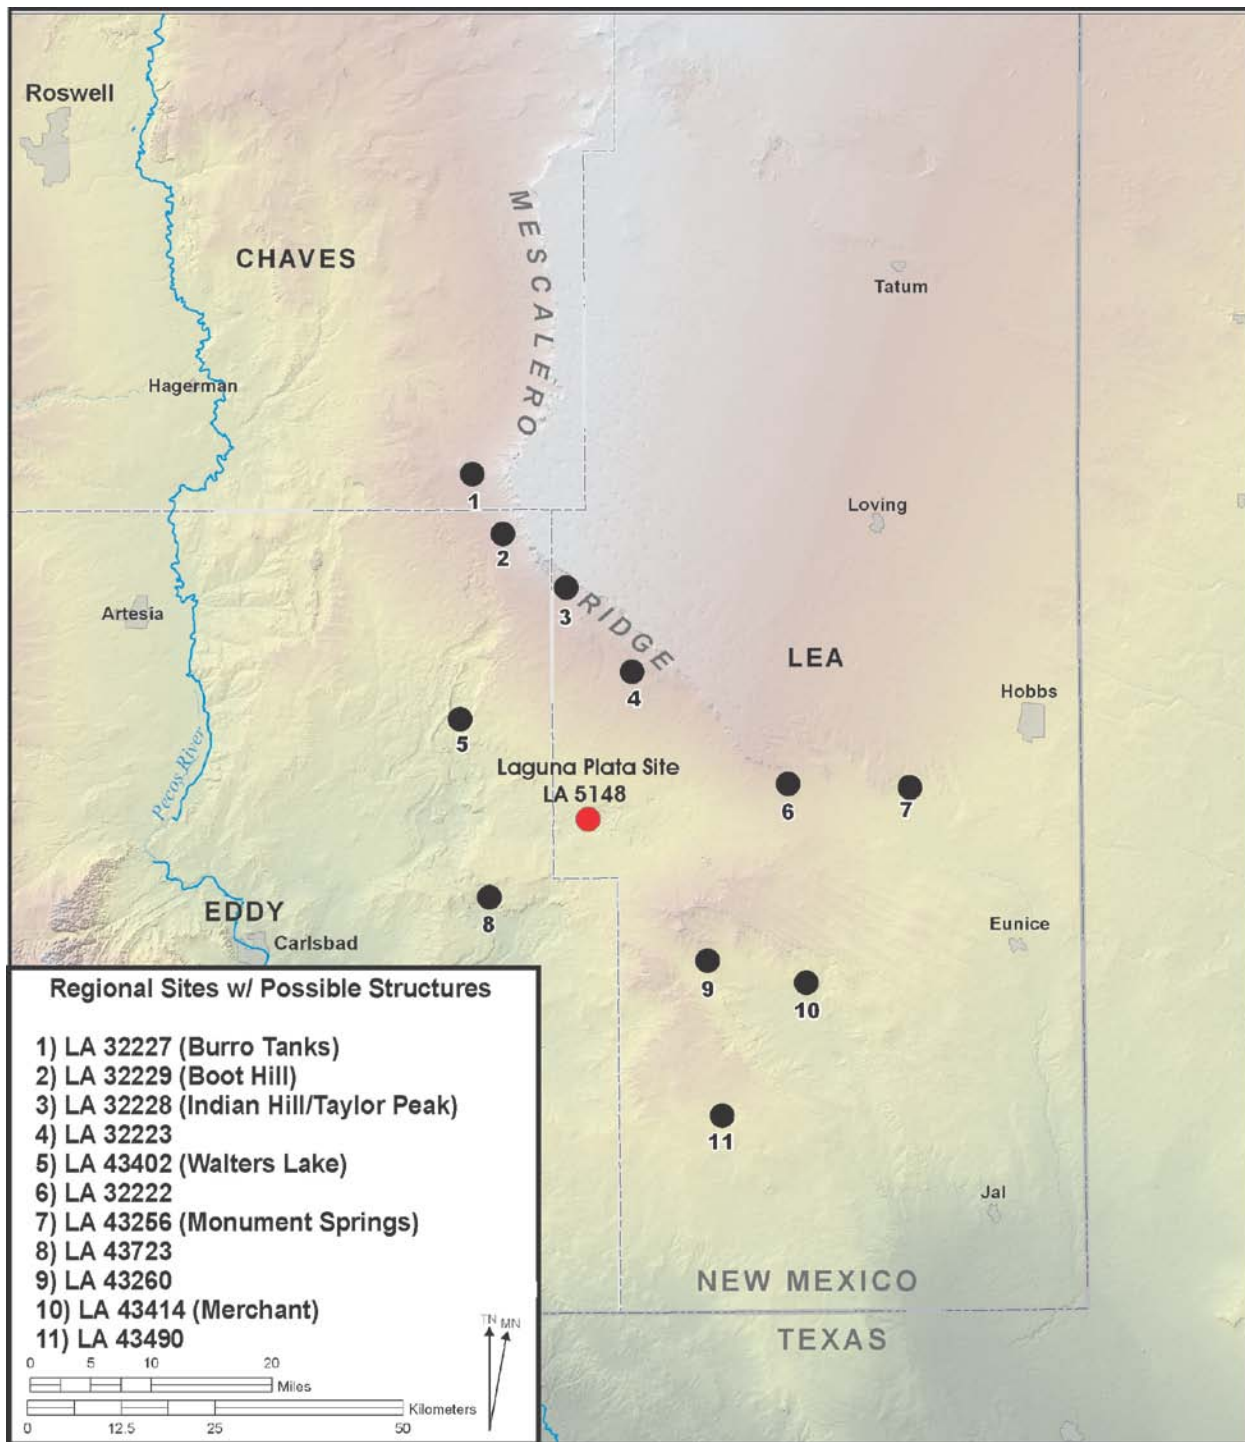 Roswell
MESCALERO
CHAVES
Tatum
Hagerman
1
Loving
2
Artesia
3
RIDGE
LEA
4
Hobbs
5
Pecos River
Laguna Plata Site
LA 5148
6
7
EDDY
8
Carlsbad
Eunice
9
10
11
Jal
NEW MEXICO
TEXAS
Regional Sites w/ Possible Structures
1) LA 32227 (Burro Tanks)
2) LA 32229 (Boot Hill)
3) LA 32228 (Indian Hill/Taylor Peak)
4) LA 32223
5) LA 43402 (Walters Lake)
6) LA 32222
7) LA 43256 (Monument Springs)
8) LA 43723
9) LA 43260
10) LA 43414 (Merchant)
11) LA 43490
TN MN
0 5 10 20
Miles
Kilometers
0 12.5 25 50